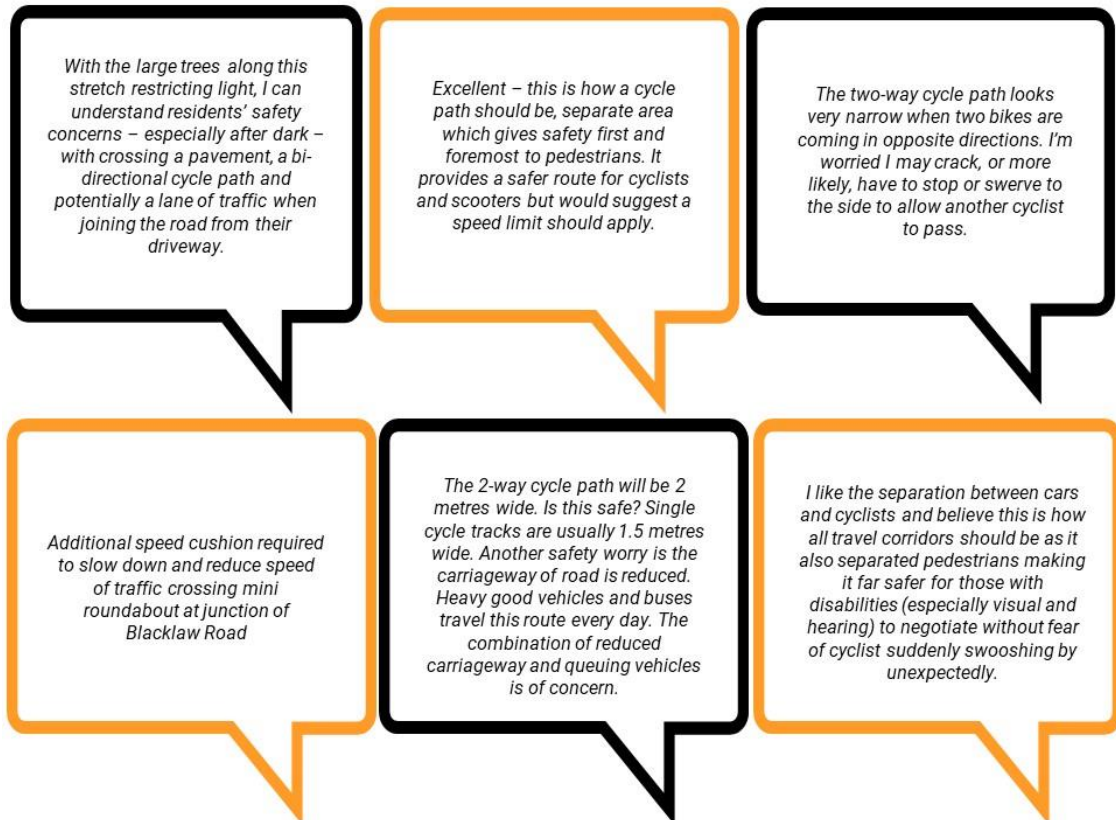 With the large trees along this
stretch restricting light, I can
understand residents’ safety
concerns – especially after dark –
with crossing a pavement, a bi-
directional cycle path and
potentially a lane of traffic when
joining the road from their
driveway.
Excellent – this is how a cycle
path should be, separate area
which gives safety first and
foremost to pedestrians. It
provides a safer route for cyclists
and scooters but would suggest a
speed limit should apply.
The two-way cycle path looks
very narrow when two bikes are
coming in opposite directions. I’m
worried I may crack, or more
likely, have to stop or swerve to
the side to allow another cyclist
to pass.
Additional speed cushion required
to slow down and reduce speed
of traffic crossing mini
roundabout at junction of
Blacklaw Road
The 2-way cycle path will be 2
metres wide. Is this safe? Single
cycle tracks are usually 1.5 metres
wide. Another safety worry is the
carriageway of road is reduced.
Heavy good vehicles and buses
travel this route every day. The
combination of reduced
carriageway and queuing vehicles
is of concern.
I like the separation between cars
and cyclists and believe this is how
all travel corridors should be as it
also separated pedestrians making
it far safer for those with
disabilities (especially visual and
hearing) to negotiate without fear
of cyclist suddenly swooshing by
unexpectedly.